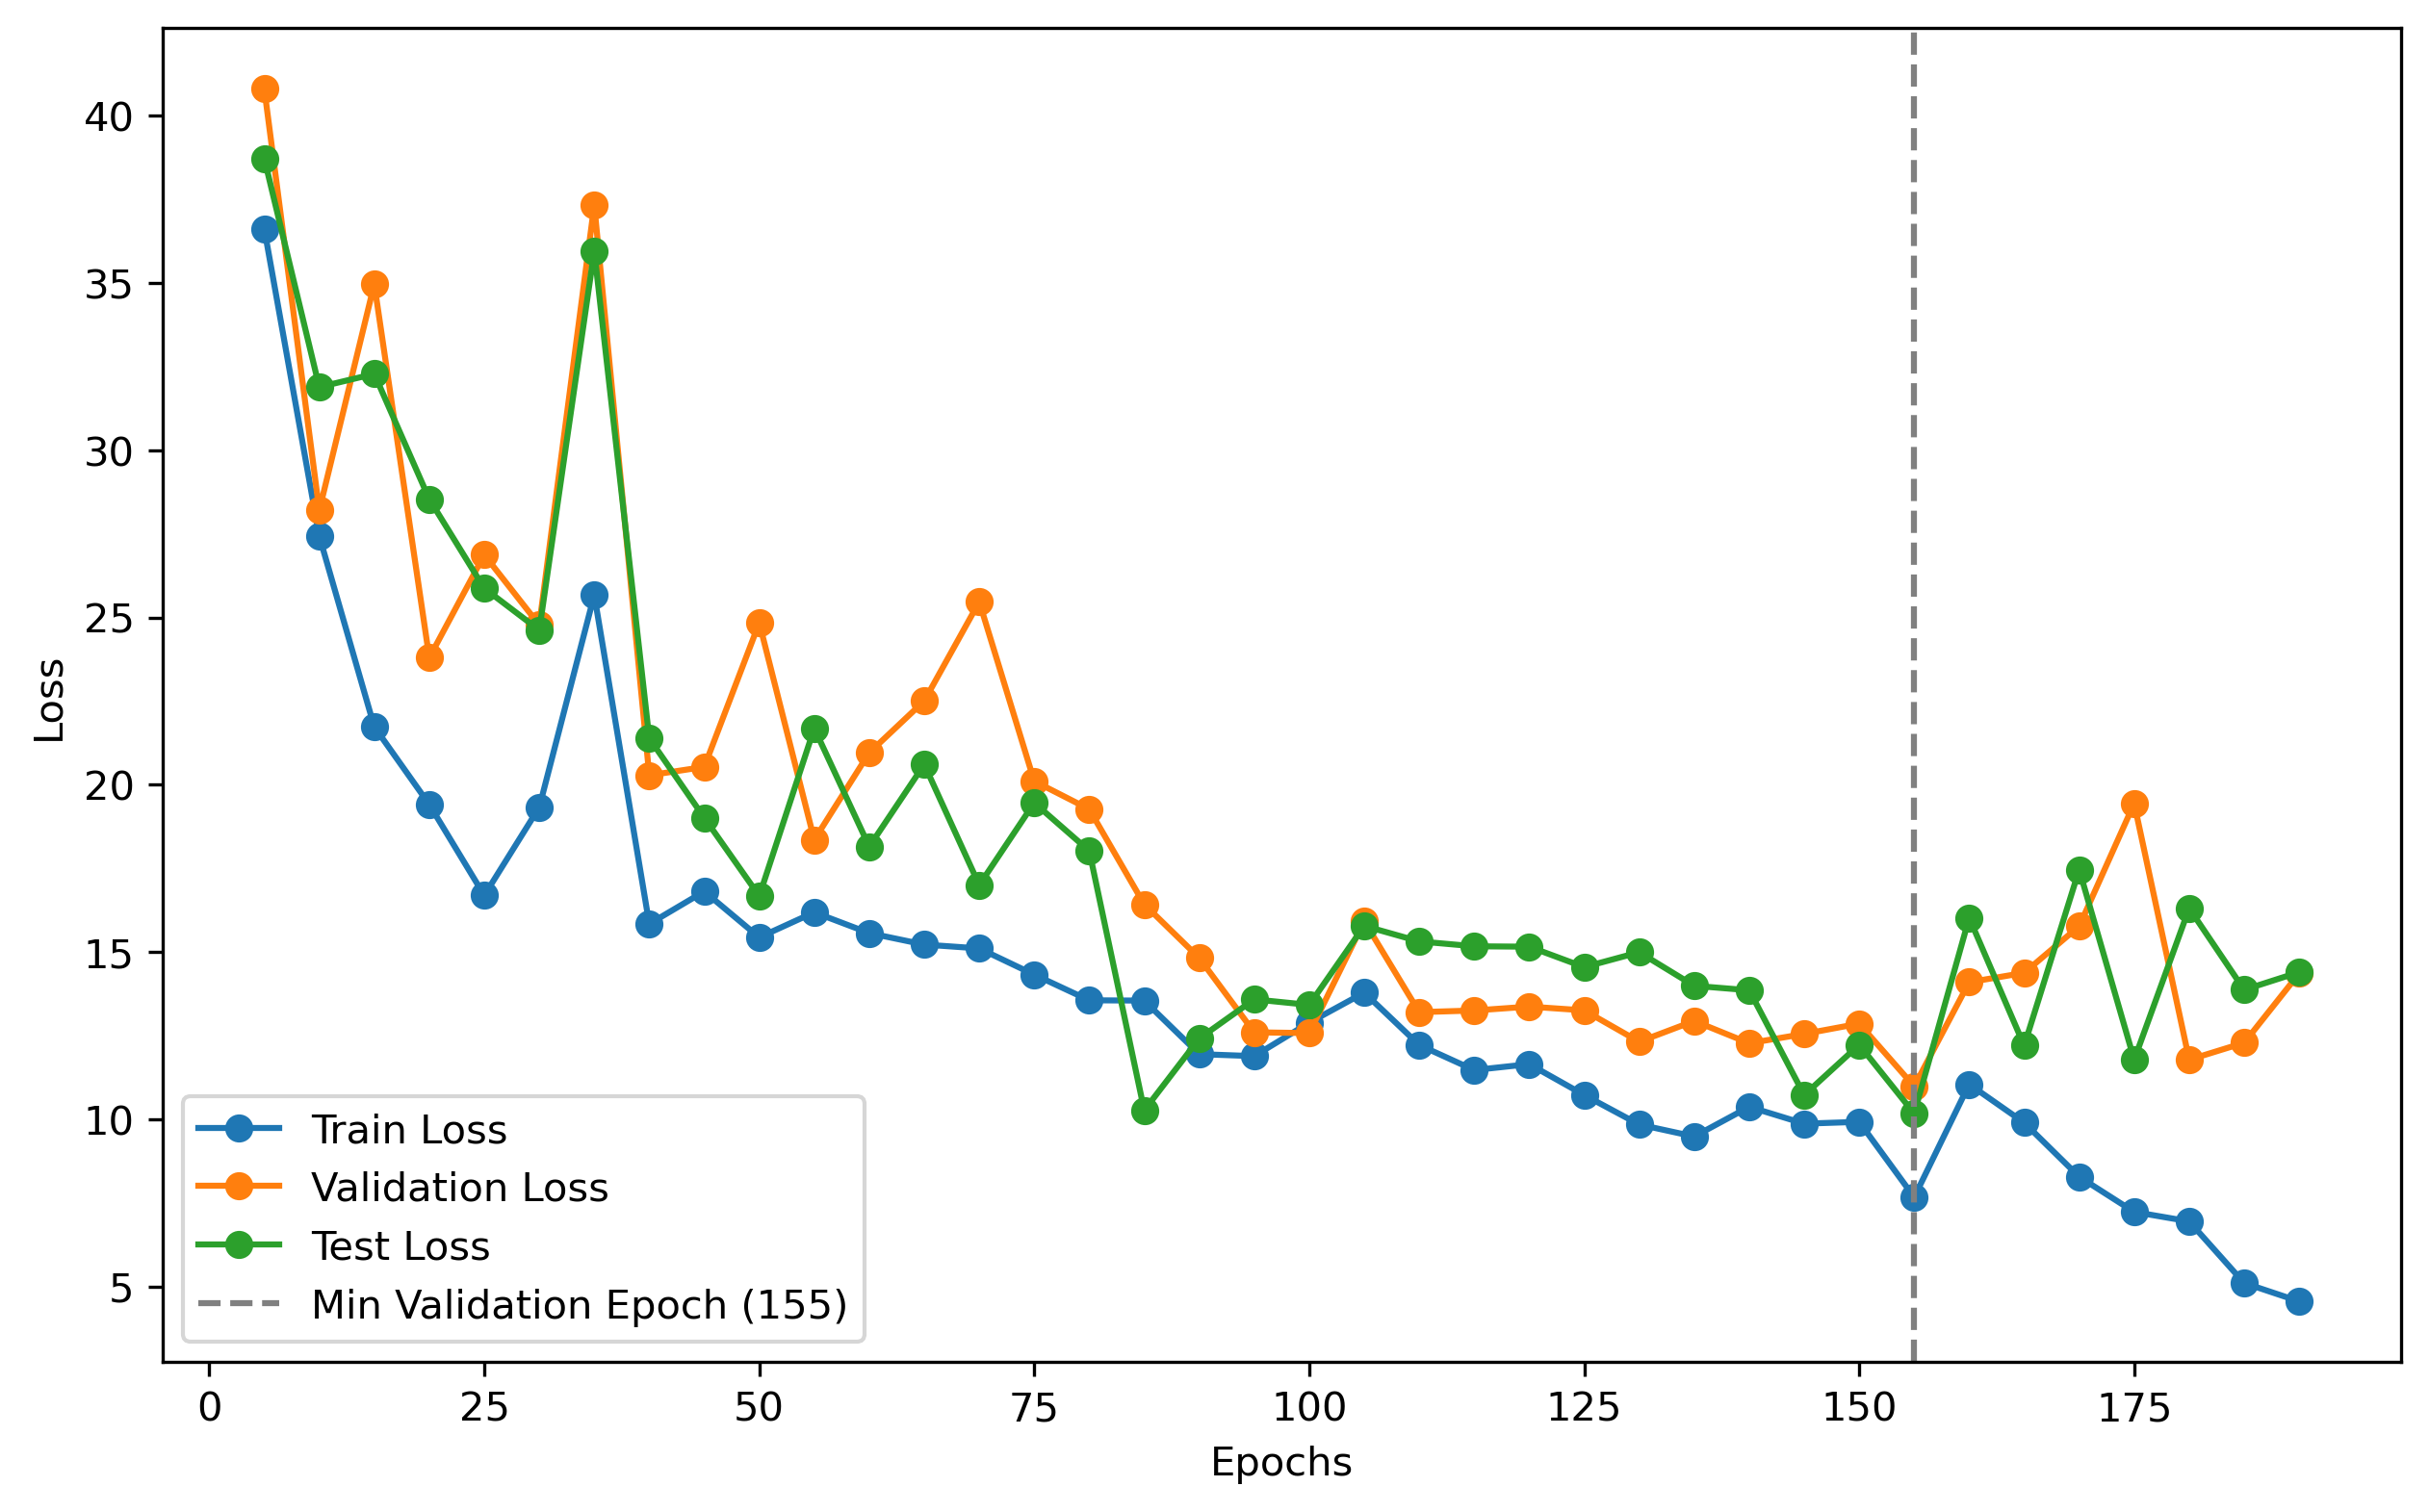 40
35
30
25
20
15
10
5
Loss
Train Loss
Validation Loss
Test Loss
Min Validation Epoch (155)
0 25 50 75 100 125 150 175
Epochs